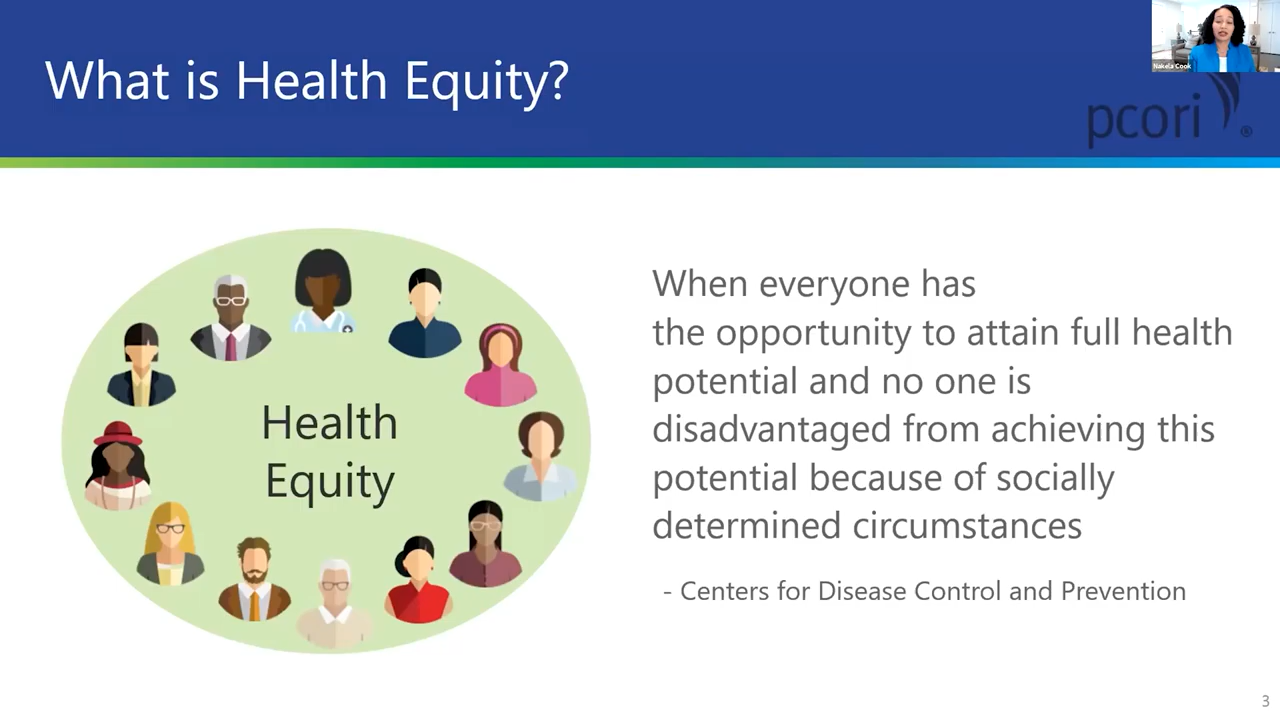 What is Health Equity?
Nakela Cook
pcori ®
Health
Equity
When everyone has
the opportunity to attain full health
potential and no one is
disadvantaged from achieving this
potential because of socially
determined circumstances
- Centers for Disease Control and Prevention
3